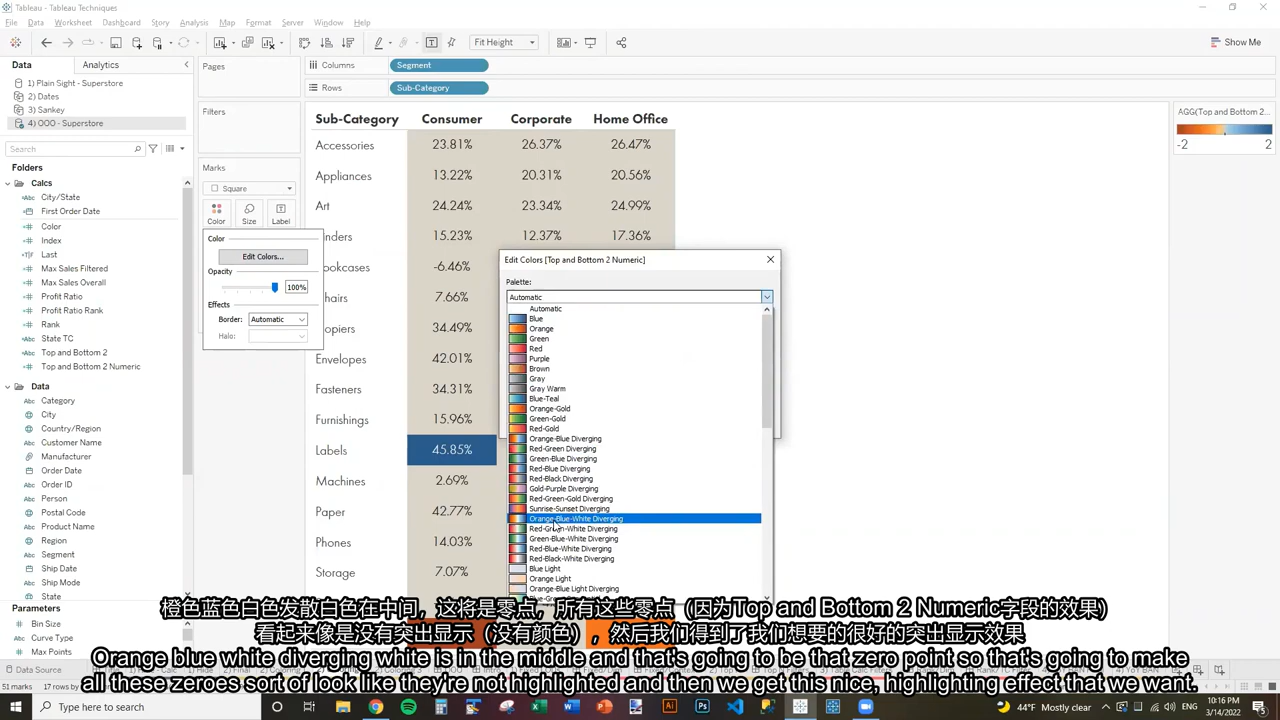 Tableau - Tableau Techniques
File Data Worksheet Dashboard Story Analysis Map Format Server Window Help
Fit Height
Show Me
Data Analytics
Pages
Columns Segment
Rows Sub-Category
1) Plain Sight - Superstore
2) Dates
3) Sankey
4) OOO - Superstore
Search
Folders
Calcs
City/State
First Order Date
Color
Index
Last
Max Sales Filtered
Max Sales Overall
Profit Ratio
Profit Ratio Rank
Rank
State TC
Top and Bottom 2
Top and Bottom 2 Numeric
Data
Category
City
Country/Region
Customer Name
Manufacturer
Order Date
Order ID
Person
Postal Code
Product Name
Region
Segment
Ship Date
Ship Mode
State
Parameters
Bin Width
Curve Type
Max Points
Filters
Marks
Square
Color Size Label
Color
Edit Colors...
Opacity
100%
Effects
Border: Automatic
Halo:
Sub-Category Consumer Corporate Home Office
Accessories 23.81% 26.37% 26.47%
Appliances 13.22% 20.31% 20.56%
Art 24.24% 23.34% 24.99%
inders 15.23% 12.37% 17.36%
ookcases -6.46%
hairs 7.66%
opiers 34.49%
Envelopes 42.01%
Fasteners 34.31%
Furnishings 15.96%
Labels 45.85%
Machines 2.69%
Paper 42.77%
Phones 14.03%
Storage 7.07%
AGG(Top and Bottom 2...
-2 2
Edit Colors [Top and Bottom 2 Numeric]
Palette:
Automatic
Automatic
Blue
Orange
Green
Red
Purple
Brown
Gray
Gray Warm
Blue-Teal
Orange-Gold
Green-Gold
Red-Gold
Orange-Blue Diverging
Red-Green Diverging
Green-Blue Diverging
Red-Blue Diverging
Red-Black Diverging
Gold-Purple Diverging
Red-Green-Gold Diverging
Sunrise-Sunset Diverging
Orange-Blue-White Diverging
Red-Green-White Diverging
Green-Blue-White Diverging
Red-Blue-White Diverging
Red-Black-White Diverging
Blue Light
Orange Light
Orange-Blue Light Diverging
橙色蓝色白色发散白色在中间，这将是零点，所有这些零点（因为Top and Bottom 2 Numeric字段的效果）
看起来像是没有突出显示（没有颜色），然后我们得到了我们想要的很好的突出显示效果
Orange blue white diverging white is in the middle and that's going to be that zero point so that's going to make
all these zeroes sort of look like they're not highlighted and then we get this nice, highlighting effect that we want.
Data Source
51 marks
Type here to search
44°F Mostly clear
10:16 PM
3/14/2022